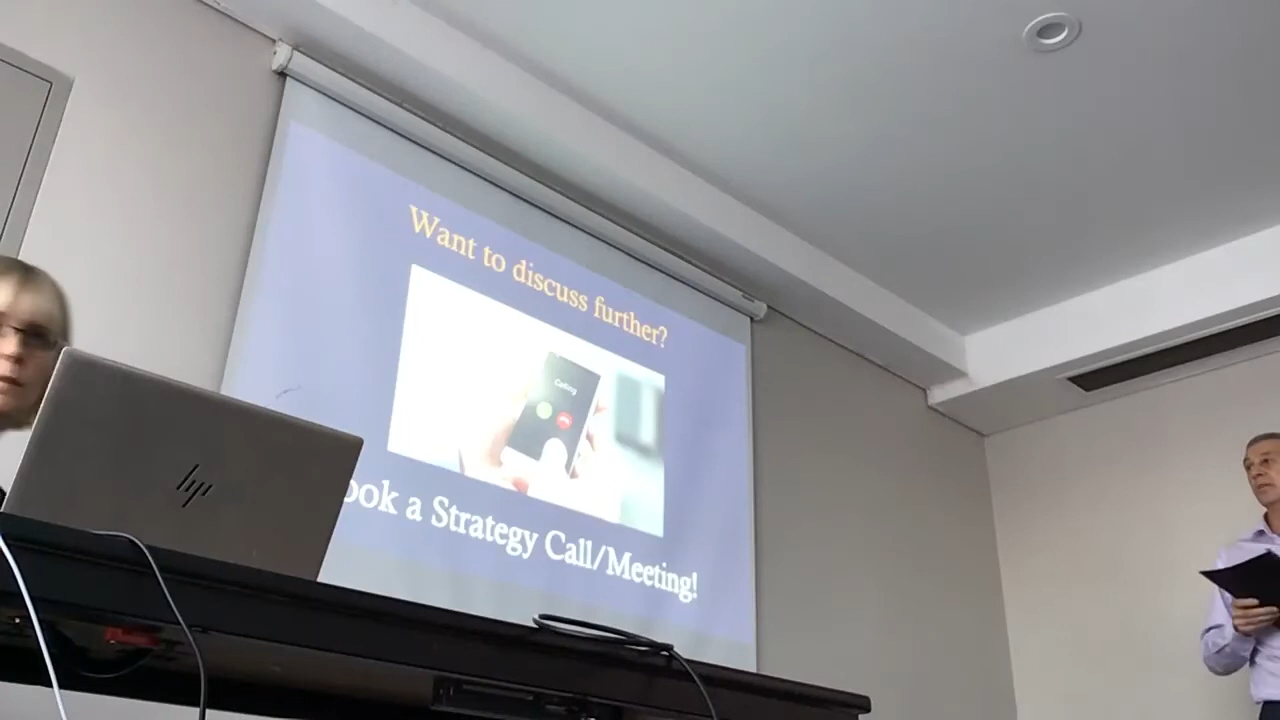 Want to discuss further?
Calling
ook a Strategy Call/Meeting!
hp